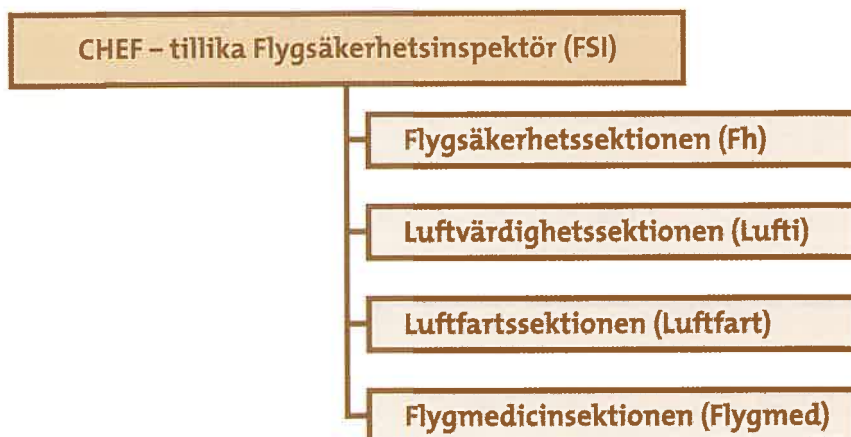 CHEF – tillika Flygsäkerhetsinspektör (FSI)
Flygsäkerhetssektionen (Fh)
Luftvärdighetssektionen (Lufti)
Luftfartssektionen (Luftfart)
Flygmedicinsektionen (Flygmed)